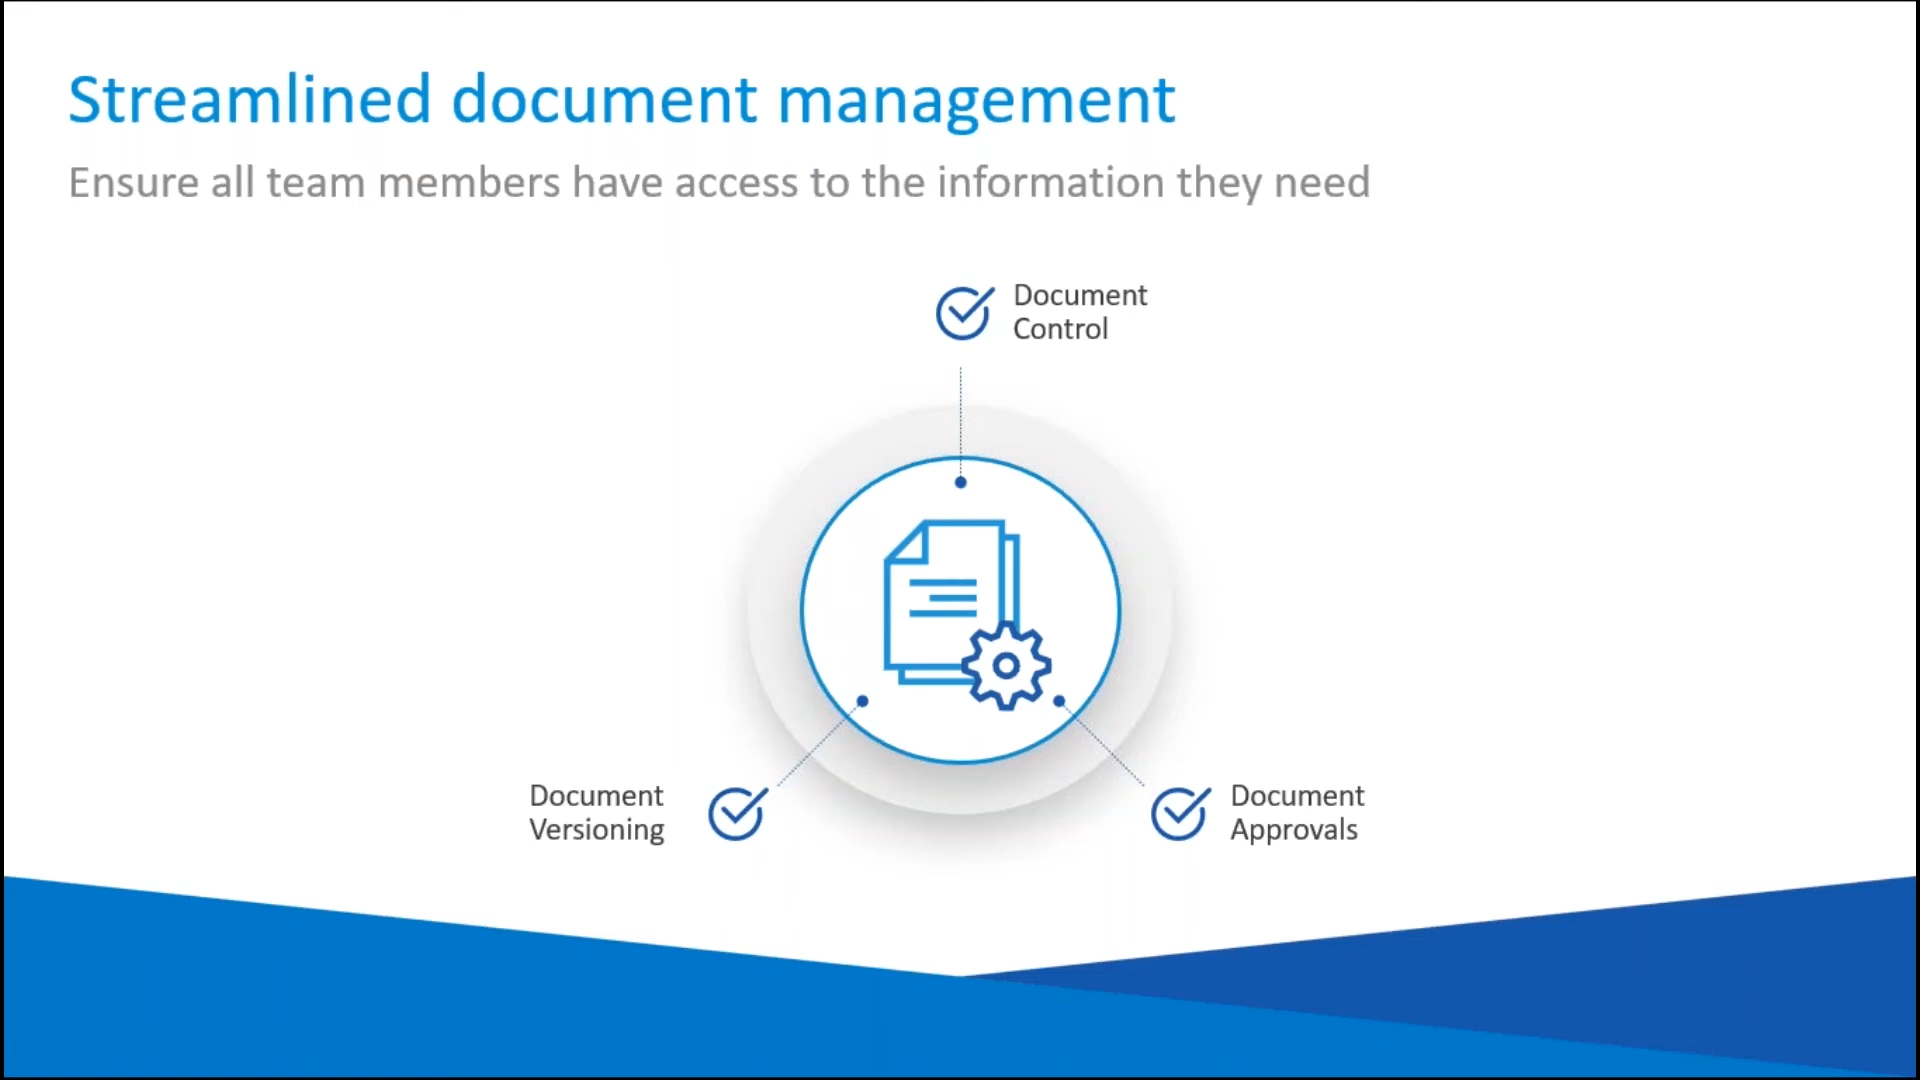 Streamlined document management
Ensure all team members have access to the information they need
Document
Control
Document
Versioning
Document
Approvals